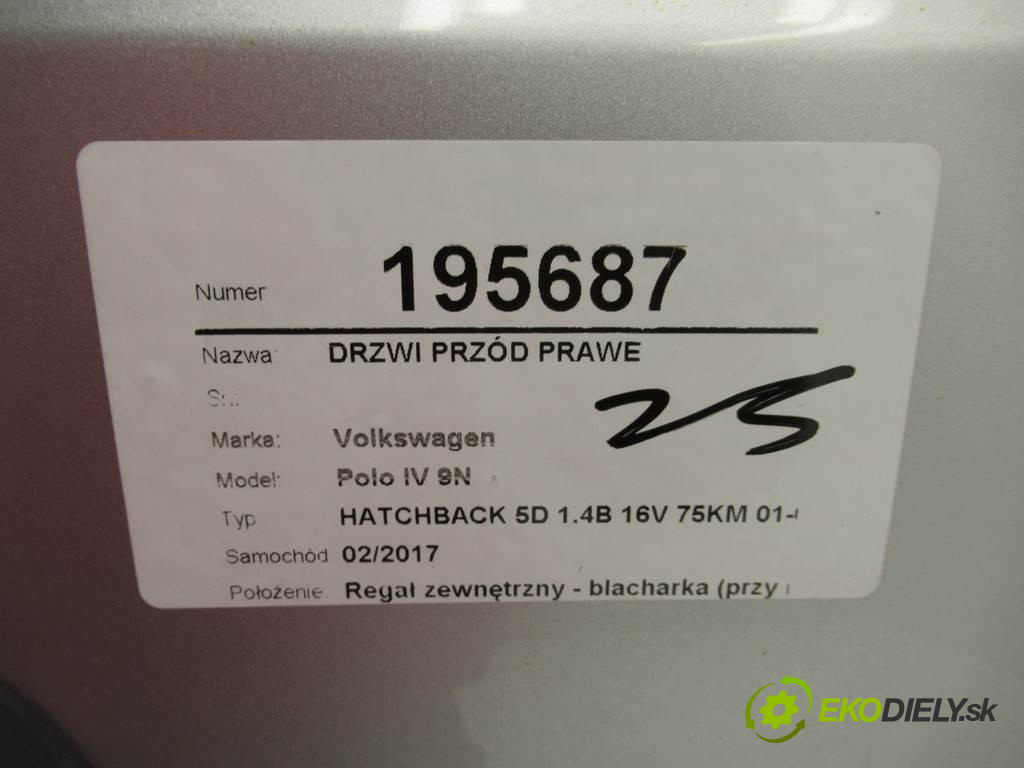 Numer 195687
Nazwa: DRZWI PRZÓD PRAWE
25
Marka: Volkswagen
Model: Polo IV 9N
Typ HATCHBACK 5D 1.4B 16V 75KM 01-
Samochód 02/2017
Położenie Regał zewnętrzny - blacharka (przy
EKODIELY.sk